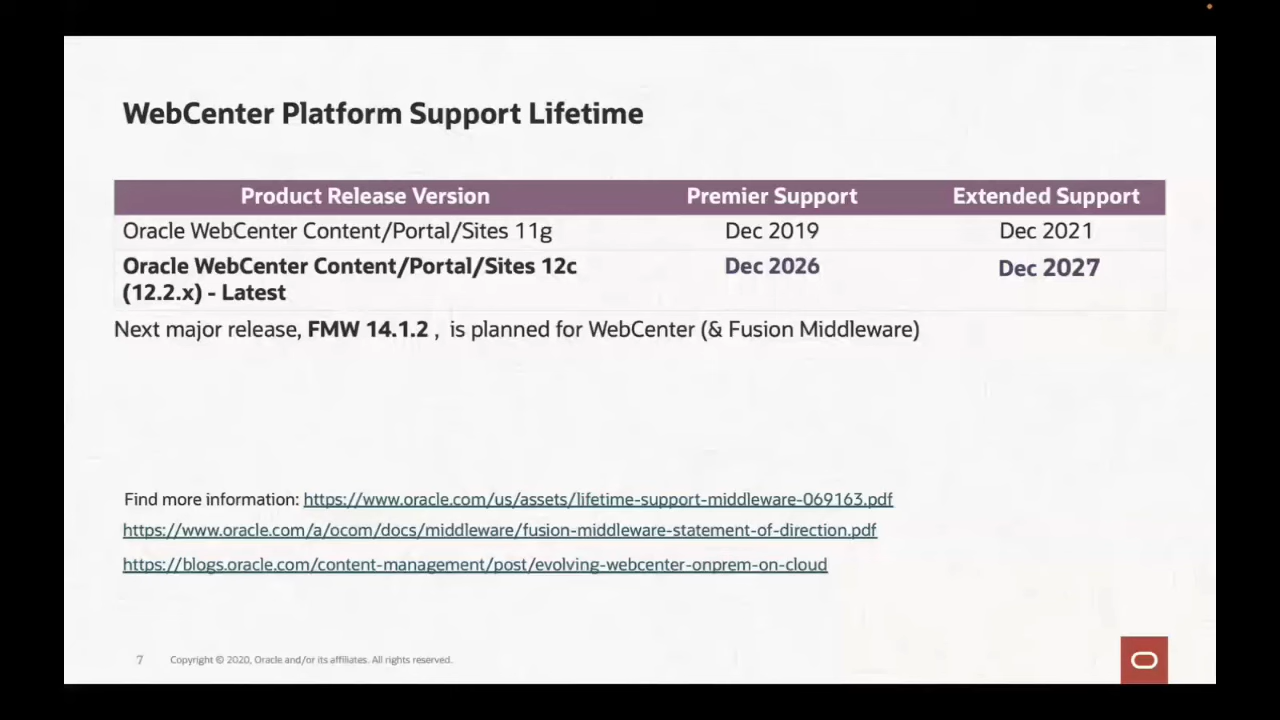 WebCenter Platform Support Lifetime
Product Release Version Premier Support Extended Support
Oracle WebCenter Content/Portal/Sites 11g Dec 2019 Dec 2021
Oracle WebCenter Content/Portal/Sites 12c Dec 2026 Dec 2027
(12.2.x) - Latest
Next major release, FMW 14.1.2 , is planned for WebCenter (& Fusion Middleware)
Find more information: https://www.oracle.com/us/assets/lifetime-support-middleware-069163.pdf
https://www.oracle.com/a/ocom/docs/middleware/fusion-middleware-statement-of-direction.pdf
https://blogs.oracle.com/content-management/post/evolving-webcenter-onprem-on-cloud
7 Copyright © 2020, Oracle and/or its affiliates. All rights reserved.